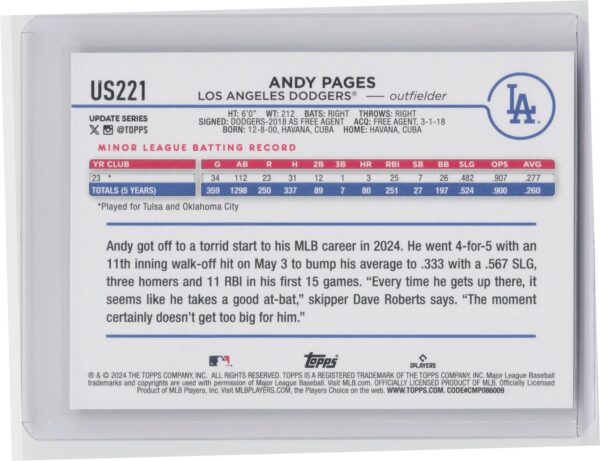 US221
ANDY PAGES
LOS ANGELES DODGERS® — outfielder
LA
UPDATE SERIES
@TOPPS
HT: 6'0" WT: 212 BATS: RIGHT THROWS: RIGHT
SIGNED: DODGERS-2018 AS FREE AGENT ACQ: FREE AGENT, 3-1-18
BORN: 12-8-00, HAVANA, CUBA HOME: HAVANA, CUBA
MINOR LEAGUE BATTING RECORD
YR CLUB G AB R H 2B 3B HR RBI SB BB SLG OPS AVG
23 * 34 112 23 31 12 1 3 25 7 26 .482 .907 .277
TOTALS (5 YEARS) 359 1298 250 337 89 7 80 251 27 197 .524 .900 .260
*Played for Tulsa and Oklahoma City
Andy got off to a torrid start to his MLB career in 2024. He went 4-for-5 with an
11th inning walk-off hit on May 3 to bump his average to .333 with a .567 SLG,
three homers and 11 RBI in his first 15 games. “Every time he gets up there, it
seems like he takes a good at-bat,” skipper Dave Roberts says. “The moment
certainly doesn’t get too big for him.”
Topps
PLAYERS
® & © 2024 THE TOPPS COMPANY, INC. ALL RIGHTS RESERVED. TOPPS IS A REGISTERED TRADEMARK OF THE TOPPS COMPANY, INC. Major League Baseball
trademarks and copyrights are used with permission of Major League Baseball. Visit MLB.com. OFFICIALLY LICENSED PRODUCT OF MLB. Officially Licensed
Product of MLB Players, Inc. Visit MLBPLAYERS.COM, the Players Choice on the web. WWW.TOPPS.COM. CODE#CMP086009